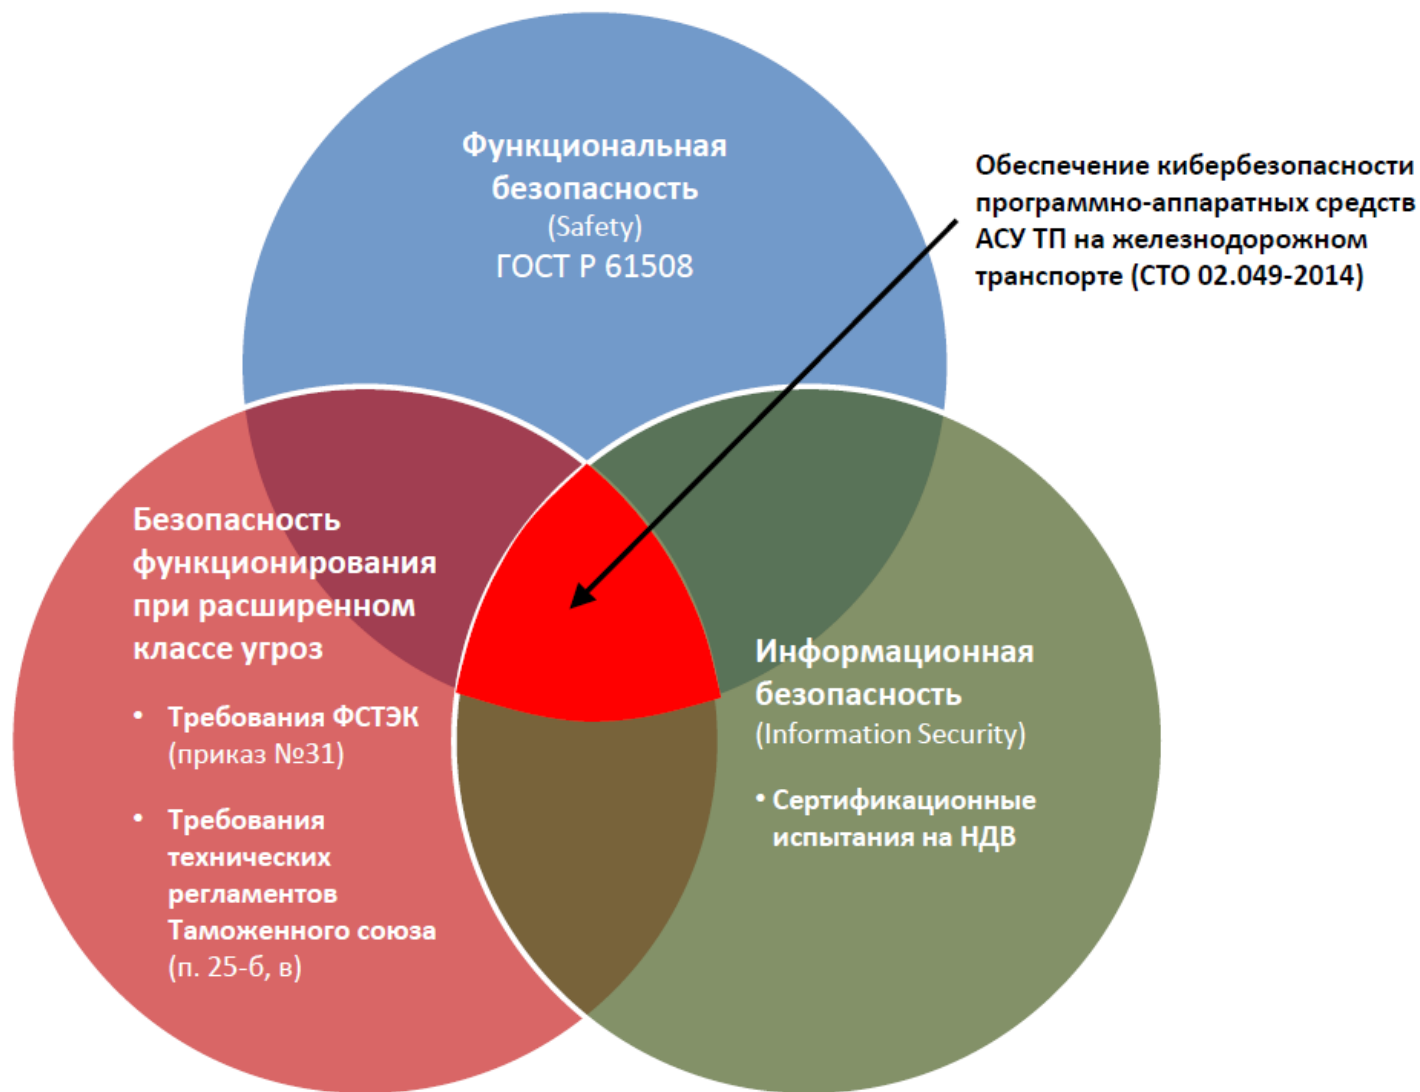 Функциональная
безопасность
(Safety)
ГОСТ Р 61508
Обеспечение кибербезопасности
программно-аппаратных средств
АСУ ТП на железнодорожном
транспорте (СТО 02.049-2014)
Безопасность
функционирования
при расширенном
классе угроз
• Требования ФСТЭК
(приказ №31)
• Требования
технических
регламентов
Таможенного союза
(п. 25-б, в)
Информационная
безопасность
(Information Security)
• Сертификационные
испытания на НДВ